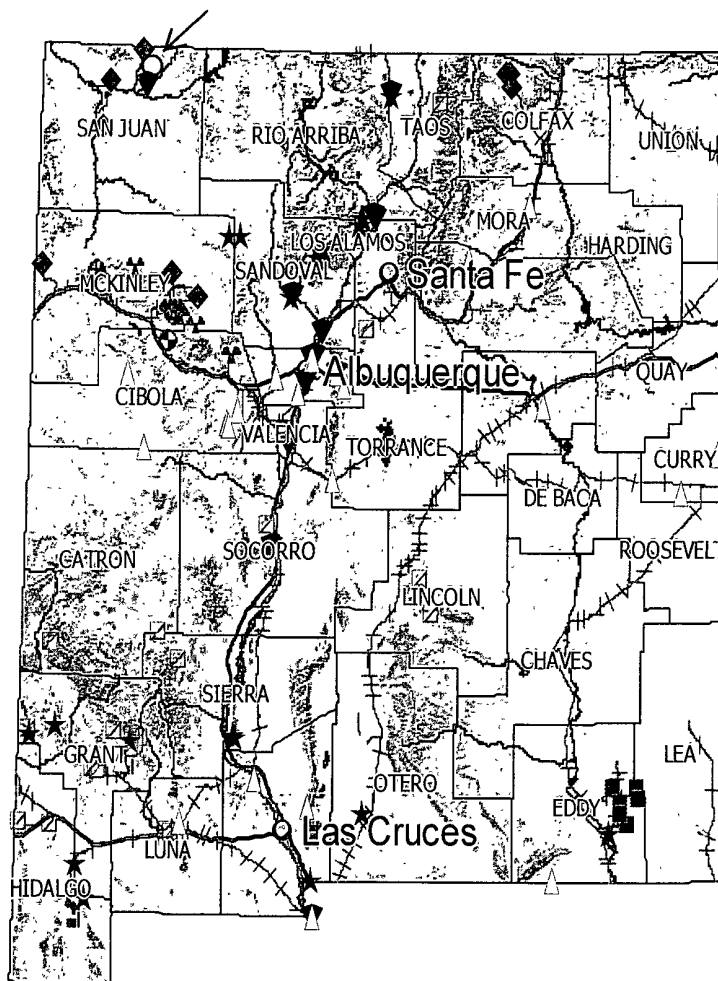 SAN JUAN
RIO ARRIBA
TAOS
COLFAX
UNION
MORA
LOS ALAMOS
HARDING
SANDOVAL
Santa Fe
MCKINLEY
QUAY
Albuquerque
CIBOLA
VALENCIA
TORRANCE
CURRY
DE BACA
ROOSEVELT
SOCORRO
CATRON
LINCOLN
CHAVES
SIERRA
GRANT
LEA
OTERO
EDDY
Las Cruces
LUNA
HIDALGO